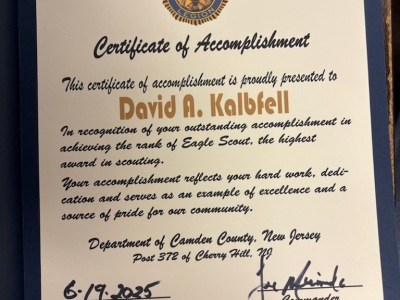 LEGION
Certificate of Accomplishment
This certificate of accomplishment is proudly presented to
David A. Kalbfell
In recognition of your outstanding accomplishment in
achieving the rank of Eagle Scout, the highest
award in scouting.
Your accomplishment reflects your hard work, dedi-
cation and serves as an example of excellence and a
source of pride for our community.
Department of Camden County, New Jersey
Post 372 of Cherry Hill, NJ
6-19-2025
Commander